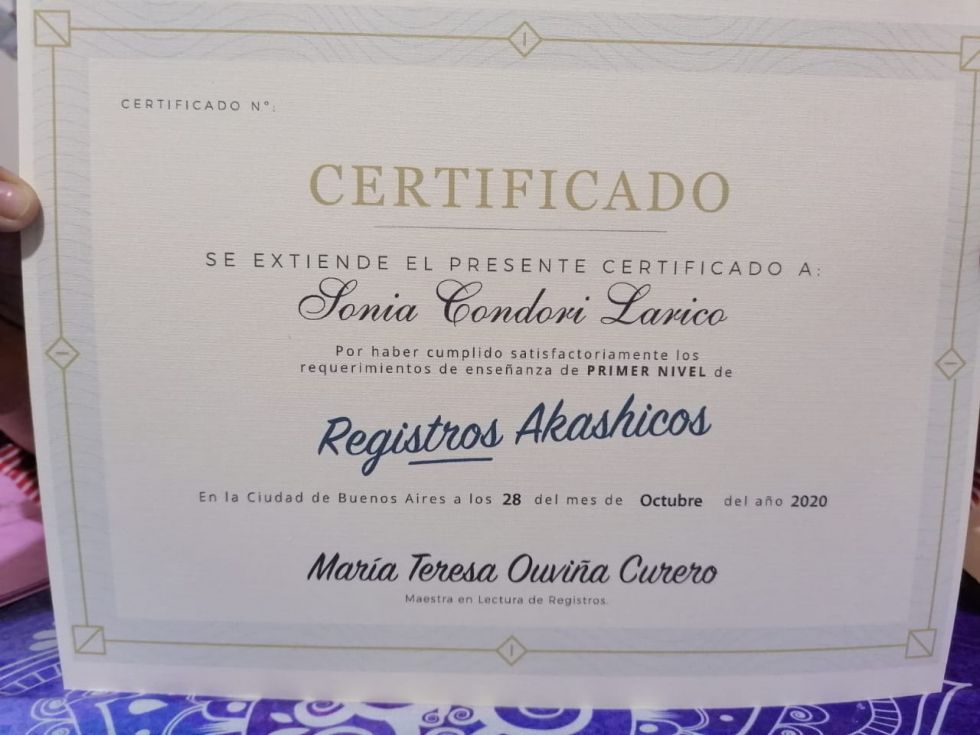 CERTIFICADO N°:
CERTIFICADO
SE EXTIENDE EL PRESENTE CERTIFICADO A:
Sonia Condori Larico
Por haber cumplido satisfactoriamente los
requerimientos de enseñanza de PRIMER NIVEL de
Registros Akashicos
En la Ciudad de Buenos Aires a los 28 del mes de Octubre del año 2020
María Teresa Ouviña Curero
Maestra en Lectura de Registros.